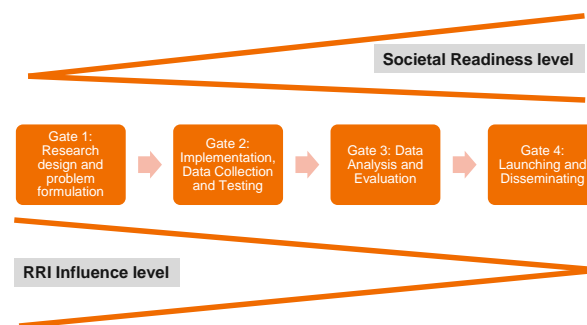 Societal Readiness level
Gate 1:
Research
design and
problem
formulation
Gate 2:
Implementation,
Data Collection
and Testing
Gate 3: Data
Analysis and
Evaluation
Gate 4:
Launching and
Disseminating
RRI Influence level